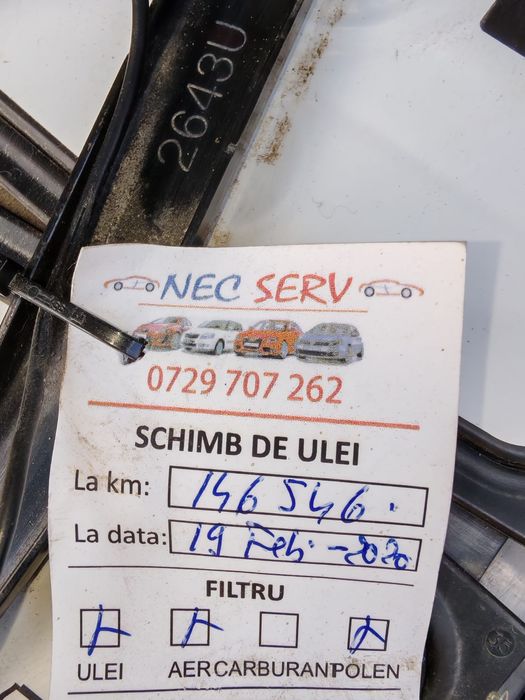 2643U
NEC SERV
0729 707 262
SCHIMB DE ULEI
La km: 146 546.
La data: 19 Feb - 2020
FILTRU
ULEI AER CARBURANT POLEN